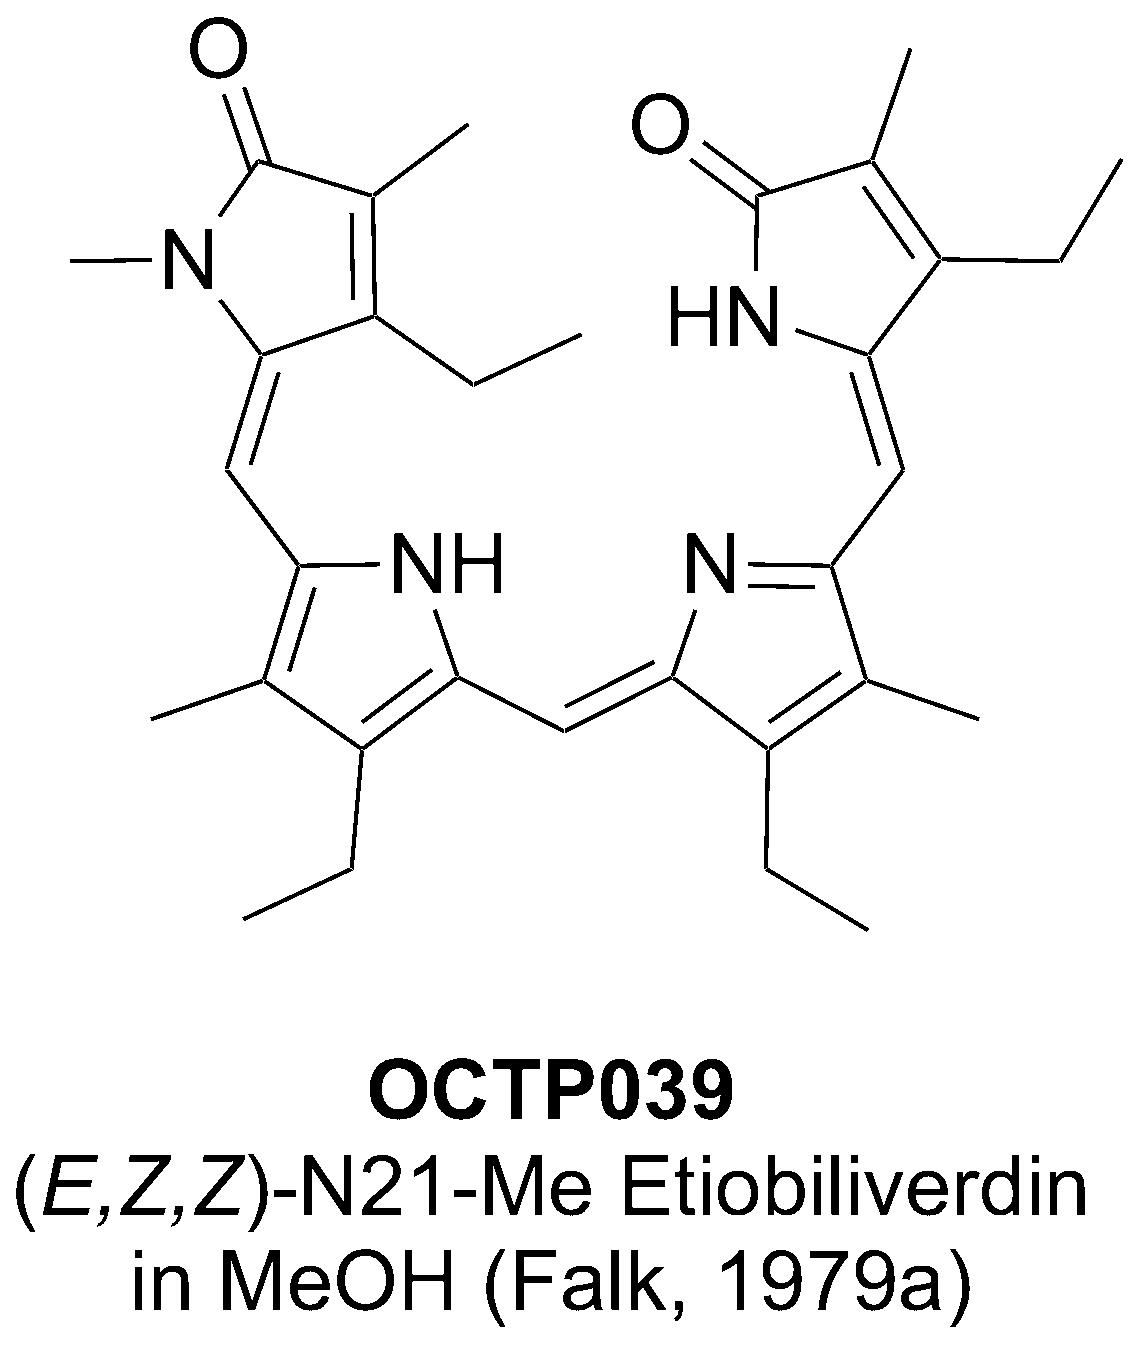 O
O
N
HN
NH
N
OCTP039
(E,Z,Z)-N21-Me Etiobiliverdin
in MeOH (Falk, 1979a)